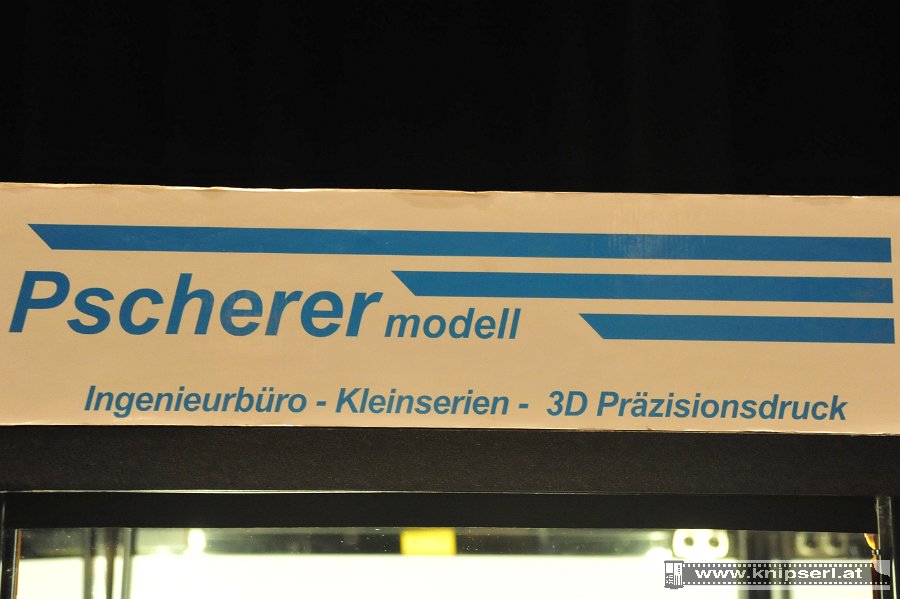 Pscherer modell
Ingenieurbüro - Kleinserien - 3D Präzisionsdruck
www.knipserl.at